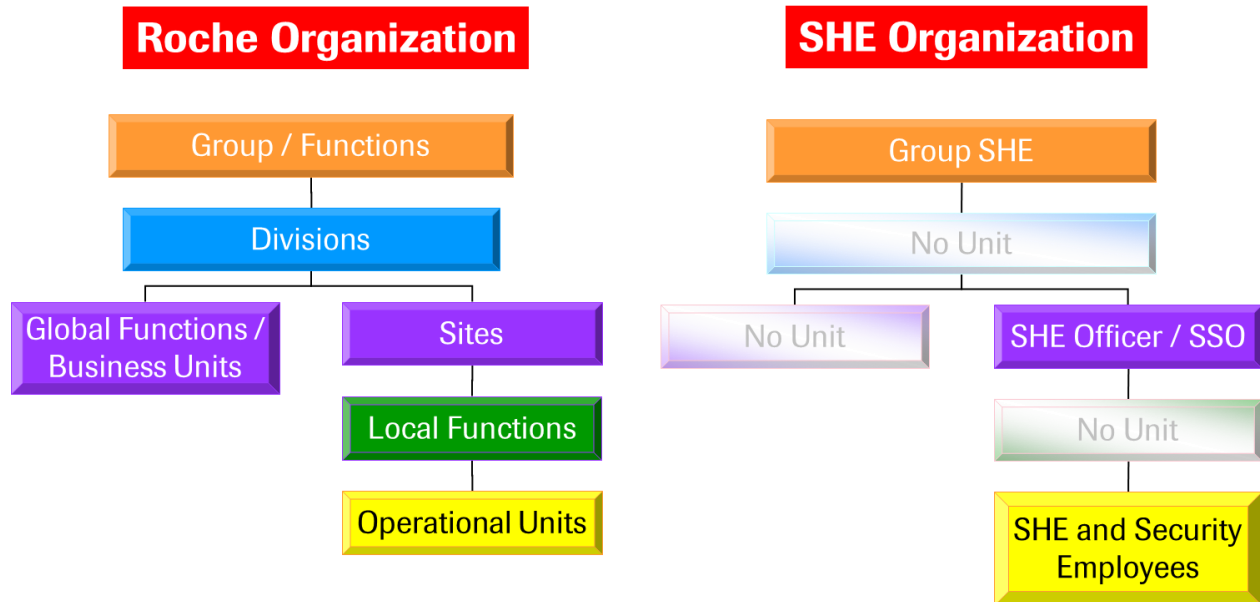 Roche Organization
Group / Functions
Divisions
Global Functions /
Business Units
Sites
Local Functions
Operational Units
SHE Organization
Group SHE
No Unit
No Unit
SHE Officer / SSO
No Unit
SHE and Security
Employees